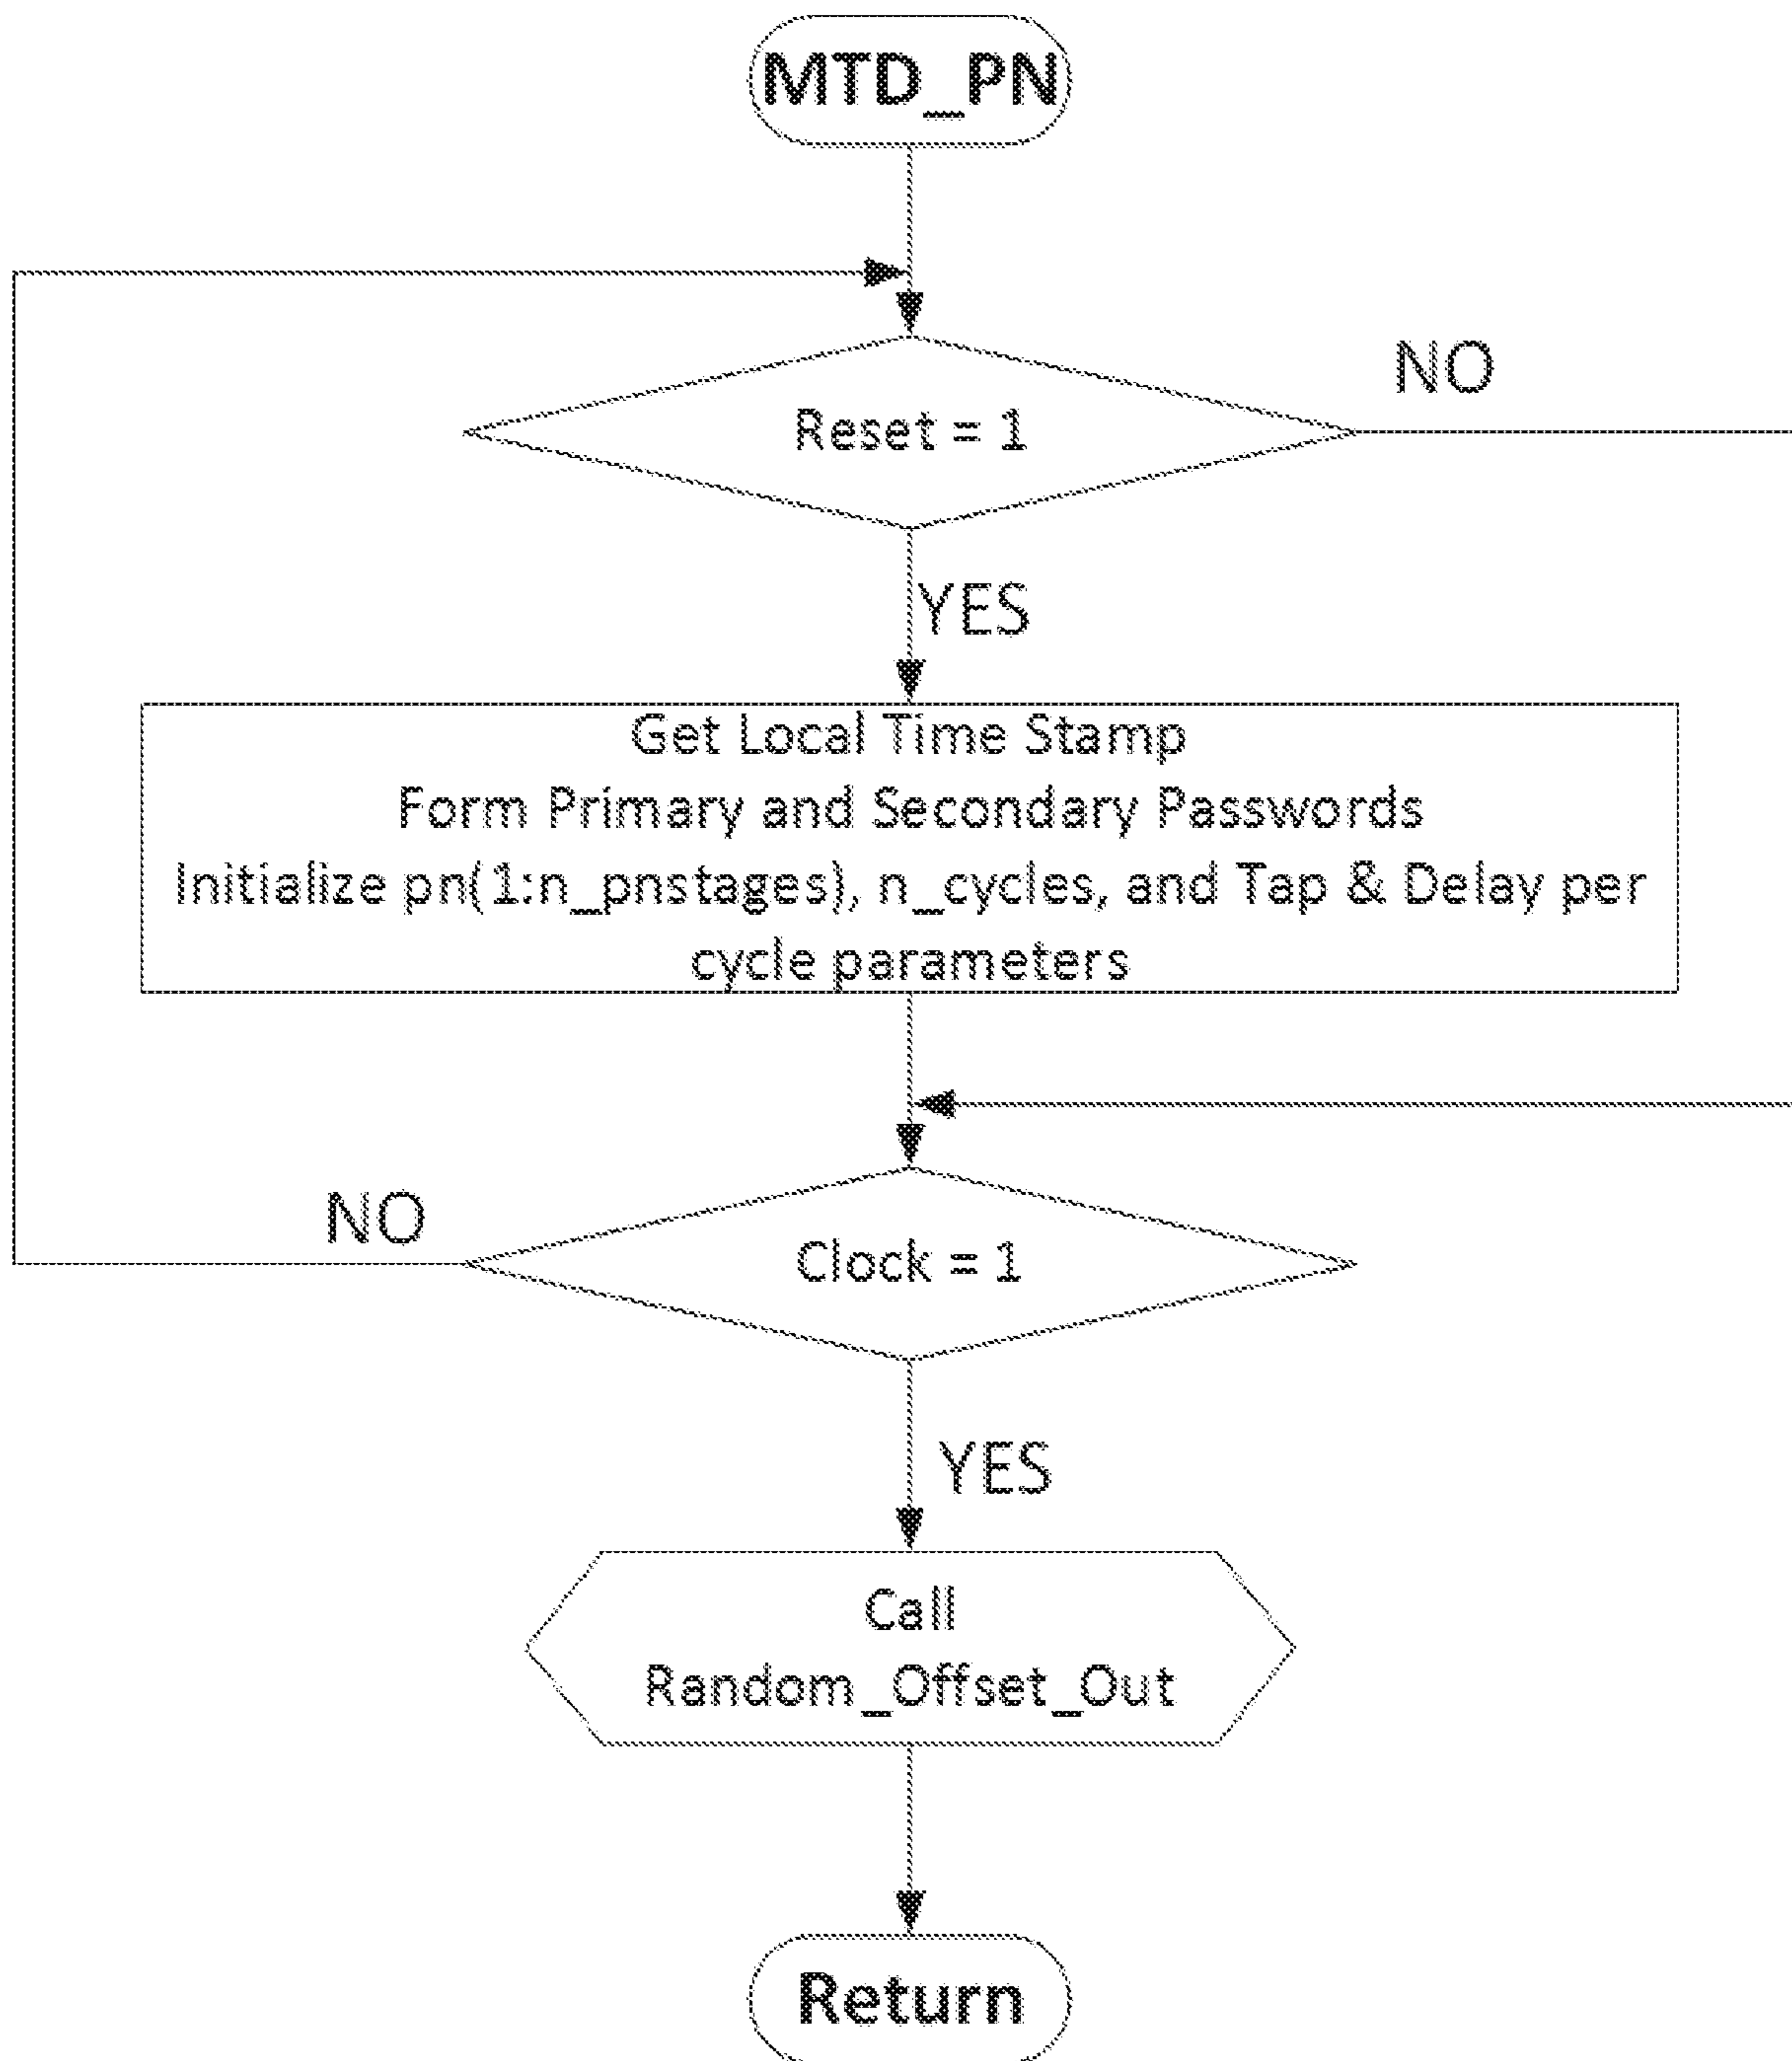 MTD_PN
NO
Reset = 1
YES
Get Local Time Stamp
Form Primary and Secondary Passwords
Initialize pn(1:n_pnstages), n_cycles, and Tap & Delay per
cycle parameters
NO
Clock = 1
YES
Call
Random_Offset_Out
Return